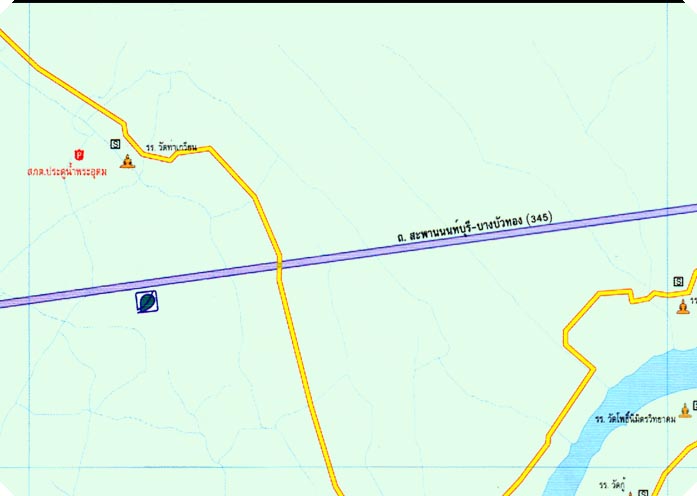 รร. วัดท่าเกวียน
สภต.ประตูน้ำพระอุดม
ถ. สะพานนนท์บุรี-บางบัวทอง (345)
รร. วัดโพธิ์นิมิตรวิทยาคม
รร. วัดกู้